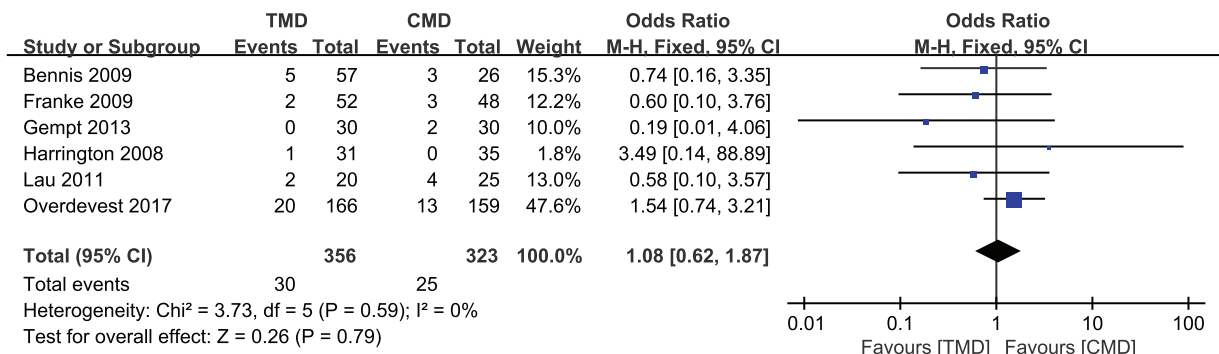 TMD CMD Odds Ratio Odds Ratio
Study or Subgroup Events Total Events Total Weight M-H, Fixed, 95% CI M-H, Fixed, 95% CI
Bennis 2009 5 57 3 26 15.3% 0.74 [0.16, 3.35]
Franke 2009 2 52 3 48 12.2% 0.60 [0.10, 3.76]
Gempt 2013 0 30 2 30 10.0% 0.19 [0.01, 4.06]
Harrington 2008 1 31 0 35 1.8% 3.49 [0.14, 88.89]
Lau 2011 2 20 4 25 13.0% 0.58 [0.10, 3.57]
Overdevest 2017 20 166 13 159 47.6% 1.54 [0.74, 3.21]
Total (95% CI) 356 323 100.0% 1.08 [0.62, 1.87]
Total events 30 25
Heterogeneity: Chi² = 3.73, df = 5 (P = 0.59); I² = 0%
Test for overall effect: Z = 0.26 (P = 0.79)
0.01 0.1 1 10 100
Favours [TMD] Favours [CMD]